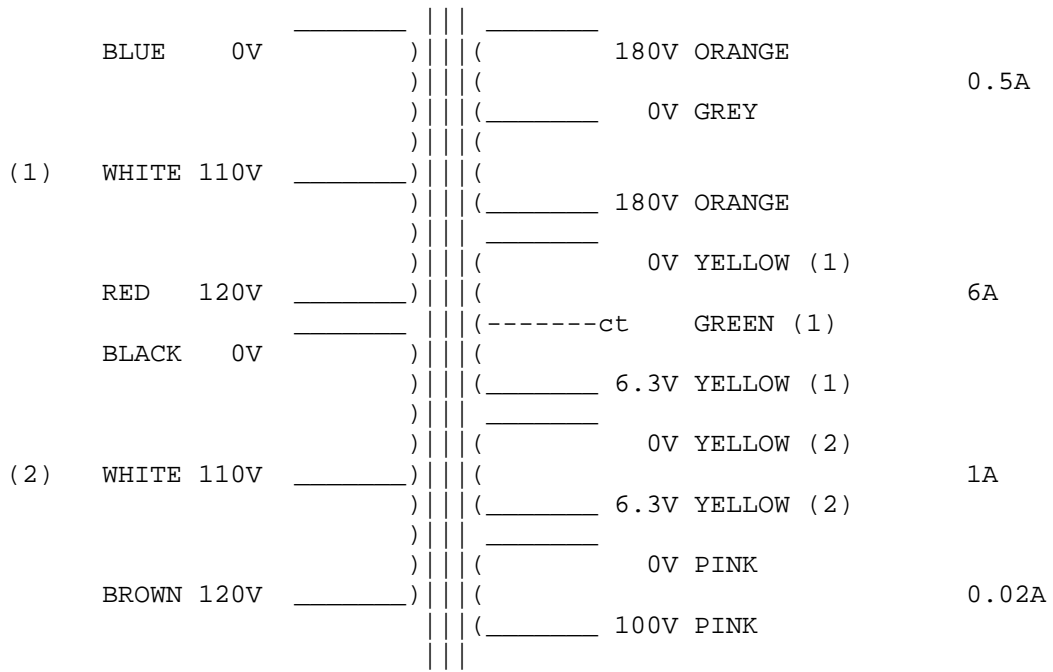 BLUE 0V 180V ORANGE
0.5A
0V GREY
(1) WHITE 110V
180V ORANGE
0V YELLOW (1)
RED 120V 6A
ct GREEN (1)
BLACK 0V
6.3V YELLOW (1)
0V YELLOW (2)
(2) WHITE 110V 1A
6.3V YELLOW (2)
0V PINK
BROWN 120V 0.02A
100V PINK